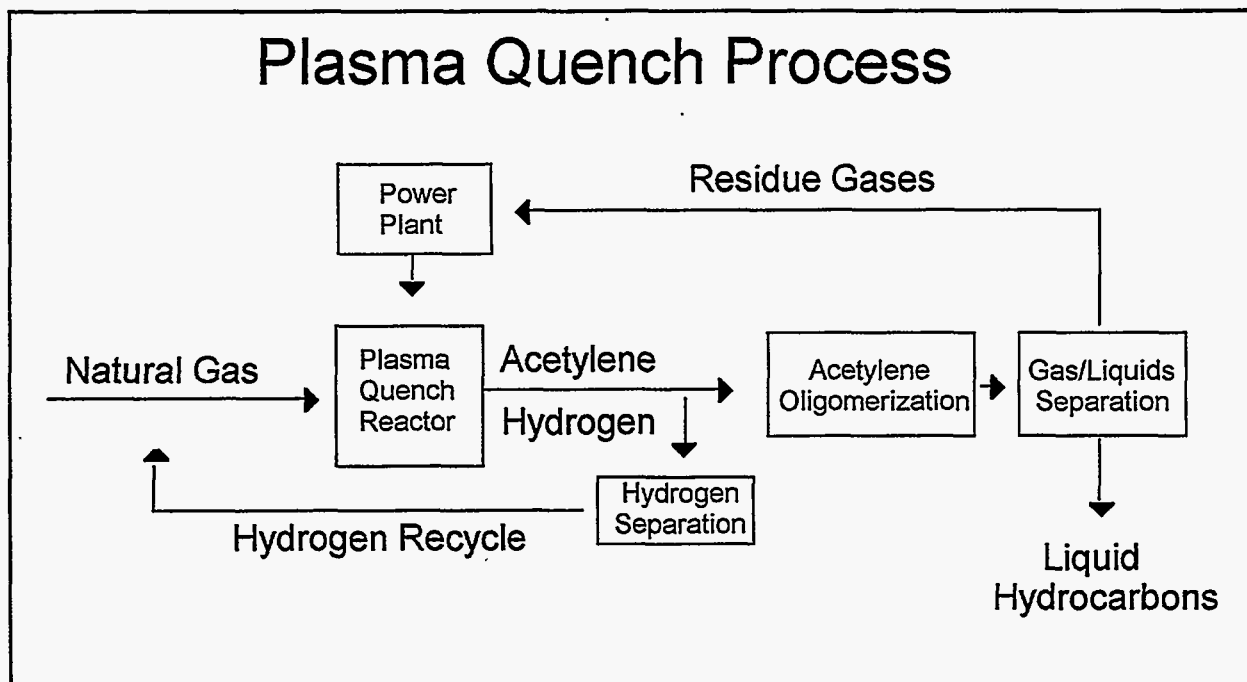 Plasma Quench Process
Residue Gases
Power
Plant
Natural Gas
Plasma
Quench
Reactor
Acetylene
Hydrogen
Acetylene
Oligomerization
Gas/Liquids
Separation
Hydrogen
Separation
Hydrogen Recycle
Liquid
Hydrocarbons